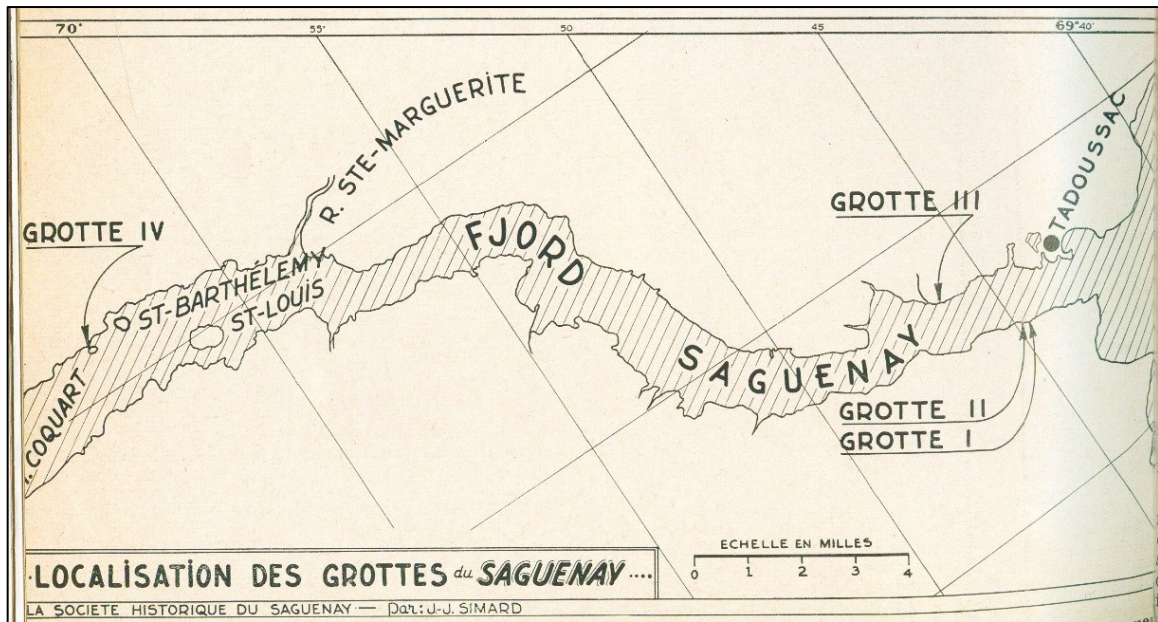 70°
55'
50
45
69°40'
R. STE-MARGUERITE
TADOUSSAC
GROTTE III
GROTTE IV
FJORD
ST-BARTHÉLEMY
ST-LOUIS
SAGUENAY
COQUART
GROTTE II
GROTTE I
ECHELLE EN MILLES
0 1 2 3 4
·LOCALISATION DES GROTTES du SAGUENAY ....
LA SOCIETE HISTORIQUE DU SAGUENAY — par: J.-J. SIMARD